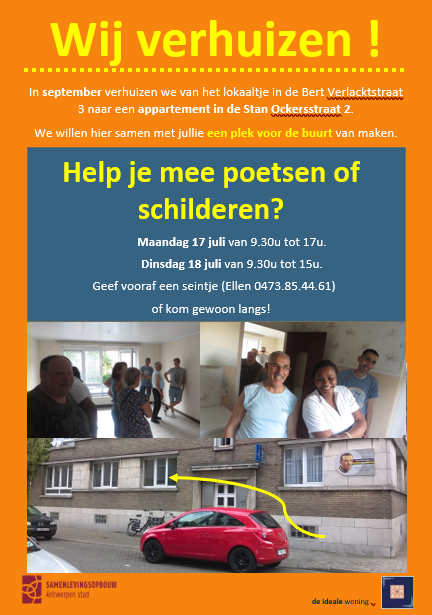 Wij verhuizen !
In september verhuizen we van het lokaaltje in de Bert Verlacktstraat
3 naar een appartement in de Stan Ockersstraat 2.
We willen hier samen met jullie een plek voor de buurt van maken.
Help je mee poetsen of
schilderen?
Maandag 17 juli van 9.30u tot 17u.
Dinsdag 18 juli van 9.30u tot 15u.
Geef vooraf een seintje (Ellen 0473.85.44.61)
of kom gewoon langs!
SAMENLEVINGSOPBOUW
Antwerpen stad
de ideale woning